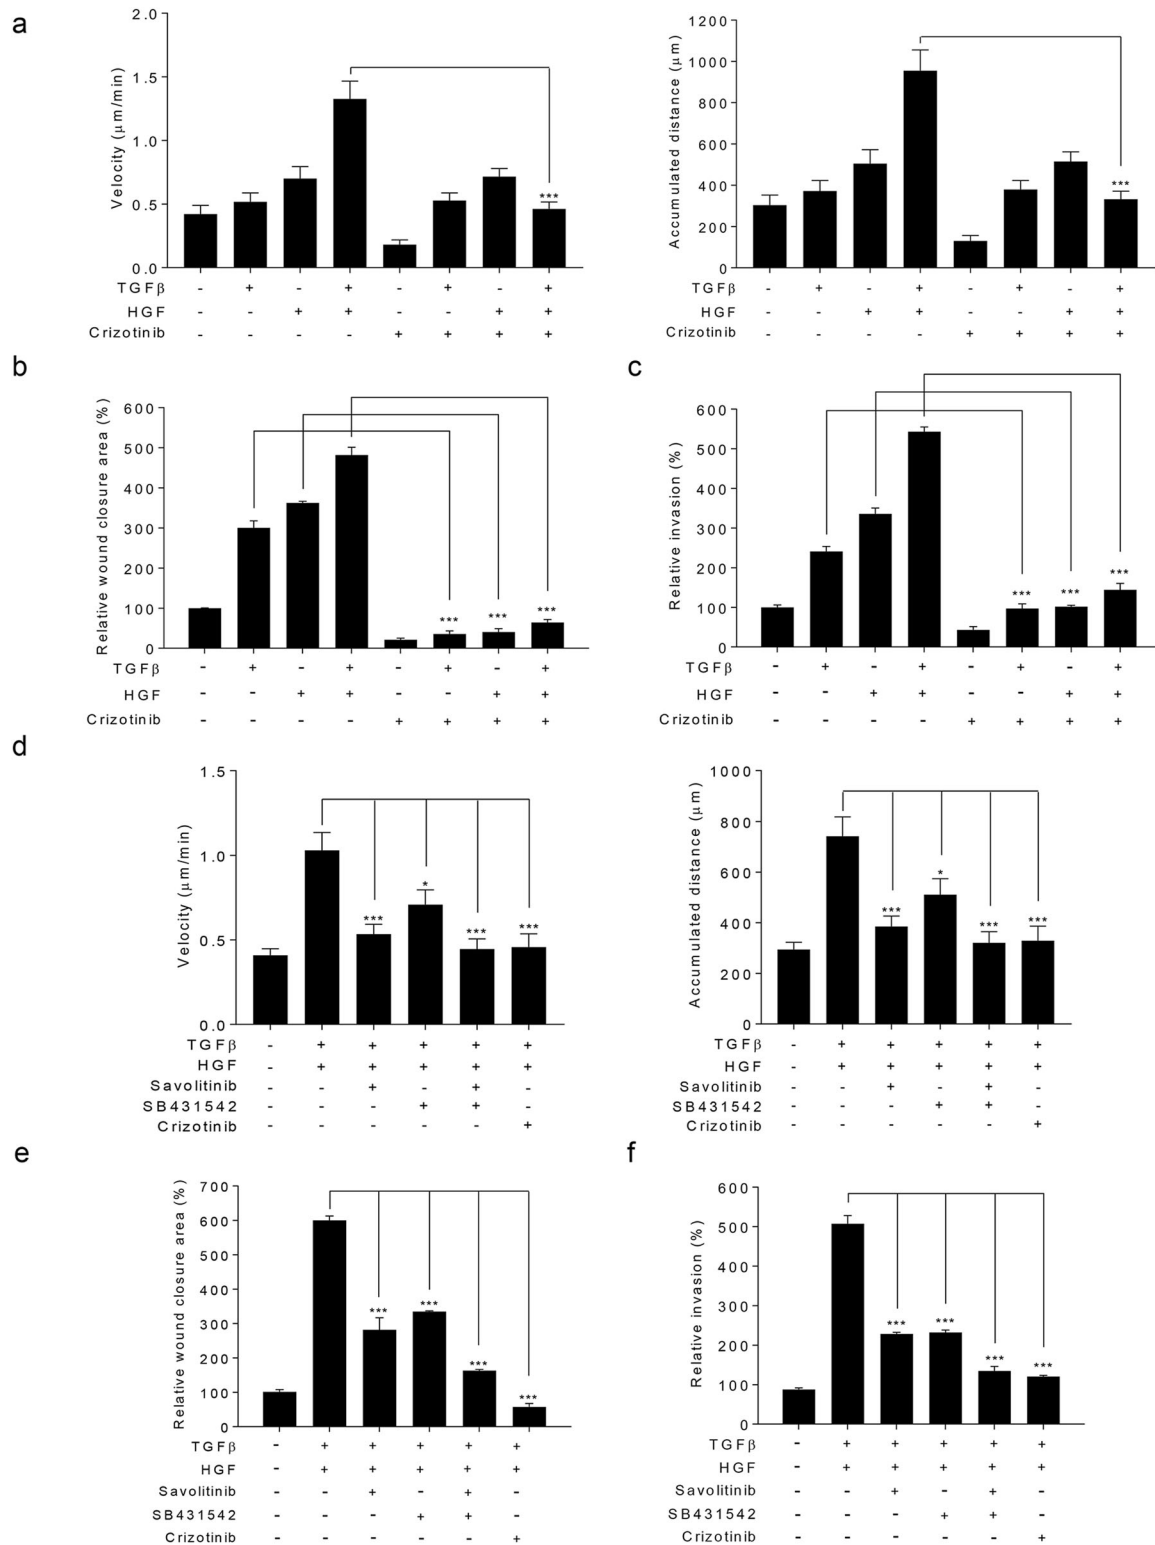 a
Velocity (μm/min)
2.0
1.5
1.0
0.5
0.0
***
TGFβ - + - + - + - +
HGF - - + + - - + +
Crizotinib - - - - + + + +
Accumulated distance (μm)
1200
1000
800
600
400
200
0
***
- + - + - + - +
- - + + - - + +
- - - - + + + +
b
Relative wound closure area (%)
600
500
400
300
200
100
0
*** *** ***
TGFβ - + - + - + - +
HGF - - + + - - + +
Crizotinib - - - - + + + +
c
Relative invasion (%)
600
500
400
300
200
100
0
*** *** ***
TGFβ - + - + - + - +
HGF - - + + - - + +
Crizotinib - - - - + + + +
d
Velocity (μm/min)
1.5
1.0
0.5
0.0
*** * *** ***
TGFβ - + + + + +
HGF - + + + + +
Savolitinib - - + - + -
SB431542 - - - + + -
Crizotinib - - - - - +
Accumulated distance (μm)
1000
800
600
400
200
0
*** * *** ***
TGFβ - + + + + +
HGF - + + + + +
Savolitinib - - + - + -
SB431542 - - - + + -
Crizotinib - - - - - +
e
Relative wound closure area (%)
700
600
500
400
300
200
100
0
*** *** *** ***
TGFβ - + + + + +
HGF - + + + + +
Savolitinib - - + - + -
SB431542 - - - + + -
Crizotinib - - - - - +
f
Relative invasion (%)
600
500
400
300
200
100
0
*** *** *** ***
TGFβ - + + + + +
HGF - + + + + +
Savolitinib - - + - + -
SB431542 - - - + + -
Crizotinib - - - - - +